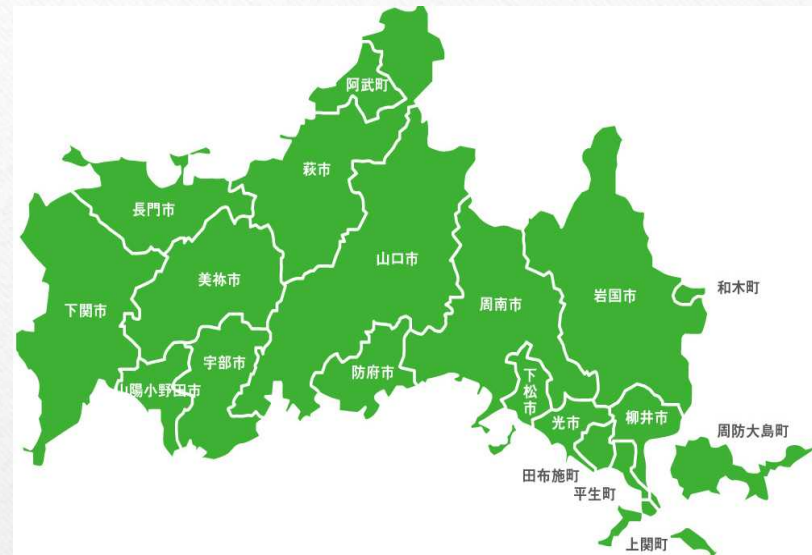 阿武町
萩市
長門市
山口市
美祢市
和木町
岩国市
下関市
周南市
宇部市
防府市
下松市
山陽小野田市
光市
柳井市
周防大島町
田布施町
平生町
上関町